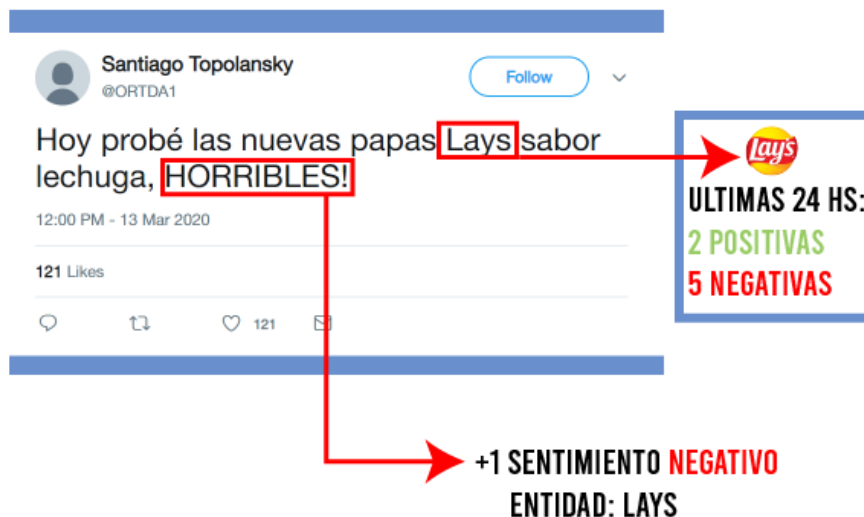 Santiago Topolansky
@ORTDA1
Follow
Hoy probé las nuevas papas Lays sabor
lechuga, HORRIBLES!
12:00 PM - 13 Mar 2020
121 Likes
121
Lay's
ULTIMAS 24 HS:
2 POSITIVAS
5 NEGATIVAS
+1 SENTIMIENTO NEGATIVO
ENTIDAD: LAYS